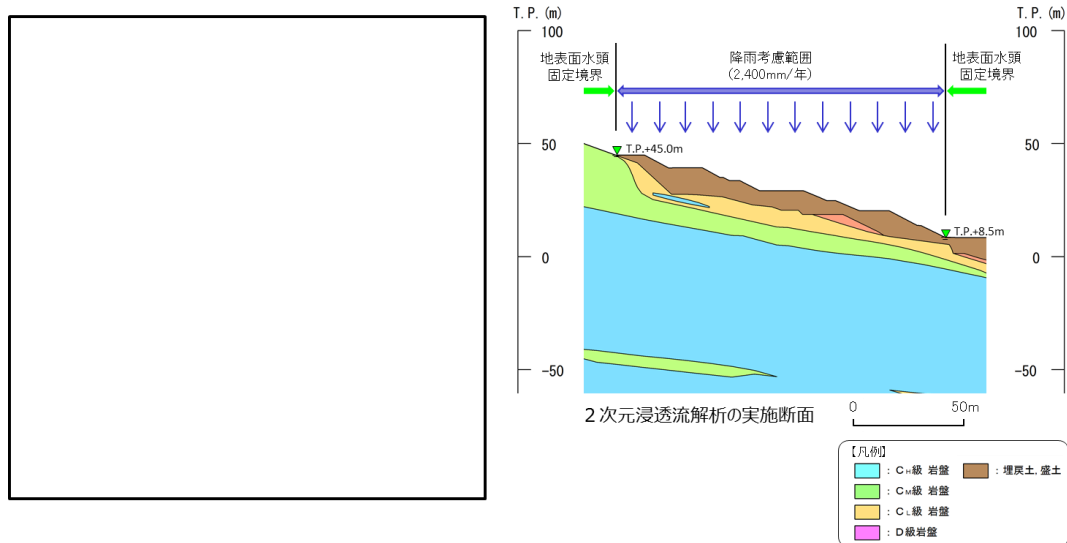 T.P.(m)
T.P.(m)
100
100
地表面水頭
固定境界
降雨考慮範囲
(2,400mm/年)
地表面水頭
固定境界
50
50
T.P.+45.0m
T.P.+8.5m
0
0
-50
-50
2次元浸透流解析の実施断面
0
50m
【凡例】
: CH級 岩盤
: 埋戻土, 盛土
: CM級 岩盤
: CL級 岩盤
: D級岩盤